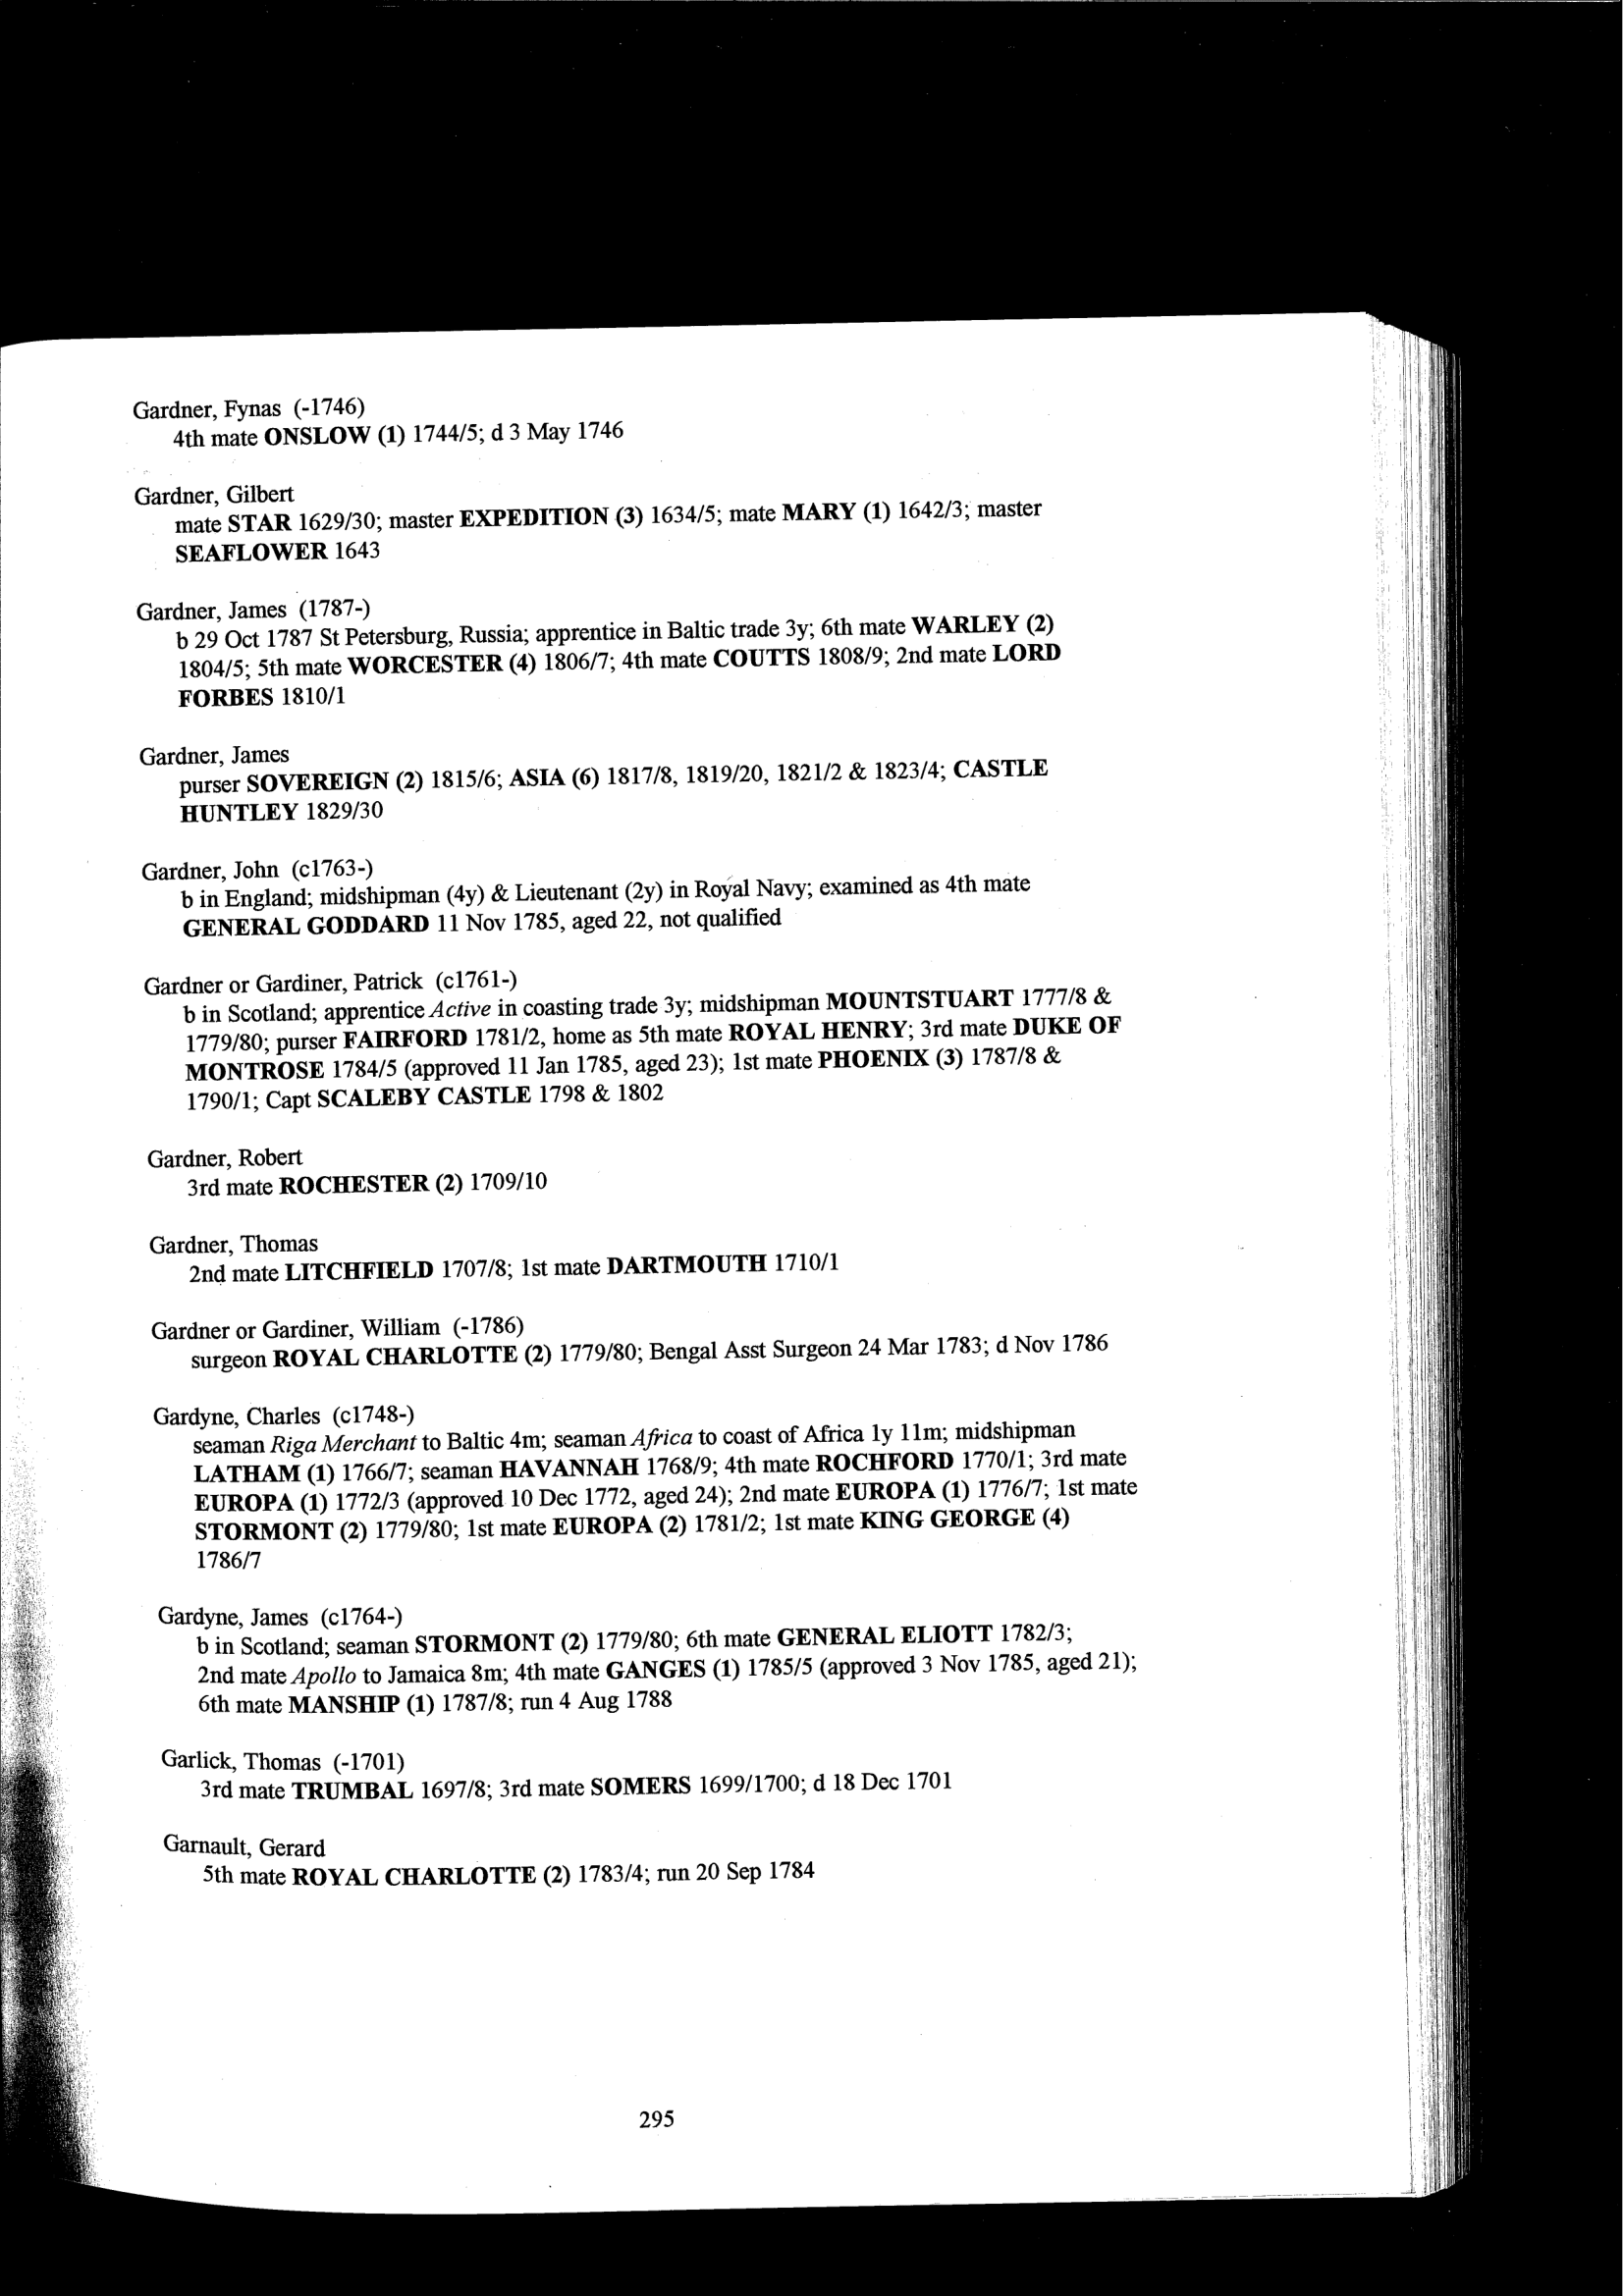 Gardner, Fynas (-1746)
4th mate ONSLOW (1) 1744/5; d 3 May 1746
Gardner, Gilbert
mate STAR 1629/30; master EXPEDITION (3) 1634/5; mate MARY (1) 1642/3; master
SEAFLOWER 1643
Gardner, James (1787-)
b 29 Oct 1787 St Petersburg, Russia; apprentice in Baltic trade 3y; 6th mate WARLEY (2)
1804/5; 5th mate WORCESTER (4) 1806/7; 4th mate COUTTS 1808/9; 2nd mate LORD
FORBES 1810/1
Gardner, James
purser SOVEREIGN (2) 1815/6; ASIA (6) 1817/8, 1819/20, 1821/2 & 1823/4; CASTLE
HUNTLEY 1829/30
Gardner, John (c1763-)
b in England; midshipman (4y) & Lieutenant (2y) in Royal Navy; examined as 4th mate
GENERAL GODDARD 11 Nov 1785, aged 22, not qualified
Gardner or Gardiner, Patrick (c1761-)
b in Scotland; apprentice Active in coasting trade 3y; midshipman MOUNTSTUART 1777/8 &
1779/80; purser FAIRFORD 1781/2, home as 5th mate ROYAL HENRY; 3rd mate DUKE OF
MONTROSE 1784/5 (approved 11 Jan 1785, aged 23); 1st mate PHOENIX (3) 1787/8 &
1790/1; Capt SCALEBY CASTLE 1798 & 1802
Gardner, Robert
3rd mate ROCHESTER (2) 1709/10
Gardner, Thomas
2nd mate LITCHFIELD 1707/8; 1st mate DARTMOUTH 1710/1
Gardner or Gardiner, William (-1786)
surgeon ROYAL CHARLOTTE (2) 1779/80; Bengal Asst Surgeon 24 Mar 1783; d Nov 1786
Gardyne, Charles (c1748-)
seaman Riga Merchant to Baltic 4m; seaman Africa to coast of Africa 1y 11m; midshipman
LATHAM (1) 1766/7; seaman HAVANNAH 1768/9; 4th mate ROCHFORD 1770/1; 3rd mate
EUROPA (1) 1772/3 (approved 10 Dec 1772, aged 24); 2nd mate EUROPA (1) 1776/7; 1st mate
STORMONT (2) 1779/80; 1st mate EUROPA (2) 1781/2; 1st mate KING GEORGE (4)
1786/7
Gardyne, James (c1764-)
b in Scotland; seaman STORMONT (2) 1779/80; 6th mate GENERAL ELIOTT 1782/3;
2nd mate Apollo to Jamaica 8m; 4th mate GANGES (1) 1785/5 (approved 3 Nov 1785, aged 21);
6th mate MANSHIP (1) 1787/8; run 4 Aug 1788
Garlick, Thomas (-1701)
3rd mate TRUMBAL 1697/8; 3rd mate SOMERS 1699/1700; d 18 Dec 1701
Garnault, Gerard
5th mate ROYAL CHARLOTTE (2) 1783/4; run 20 Sep 1784
295